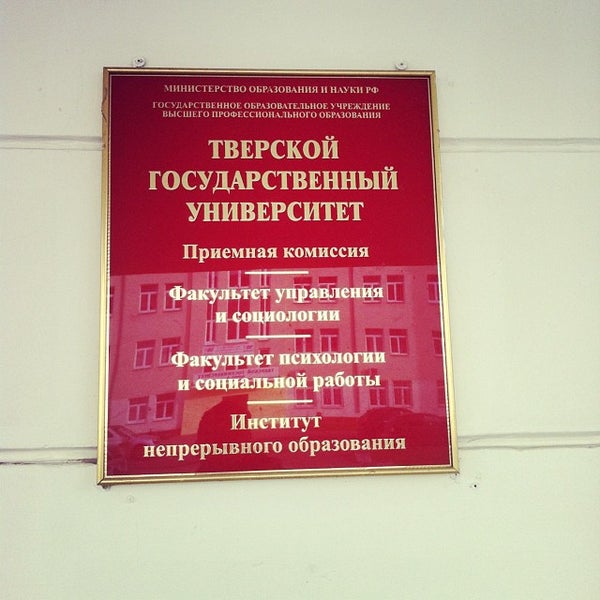 МИНИСТЕРСТВО ОБРАЗОВАНИЯ И НАУКИ РФ
ГОСУДАРСТВЕННОЕ ОБРАЗОВАТЕЛЬНОЕ УЧРЕЖДЕНИЕ
ВЫСШЕГО ПРОФЕССИОНАЛЬНОГО ОБРАЗОВАНИЯ
ТВЕРСКОЙ
ГОСУДАРСТВЕННЫЙ
УНИВЕРСИТЕТ
Приемная комиссия
Факультет управления
и социологии
Факультет психологии
и социальной работы
Институт
непрерывного образования